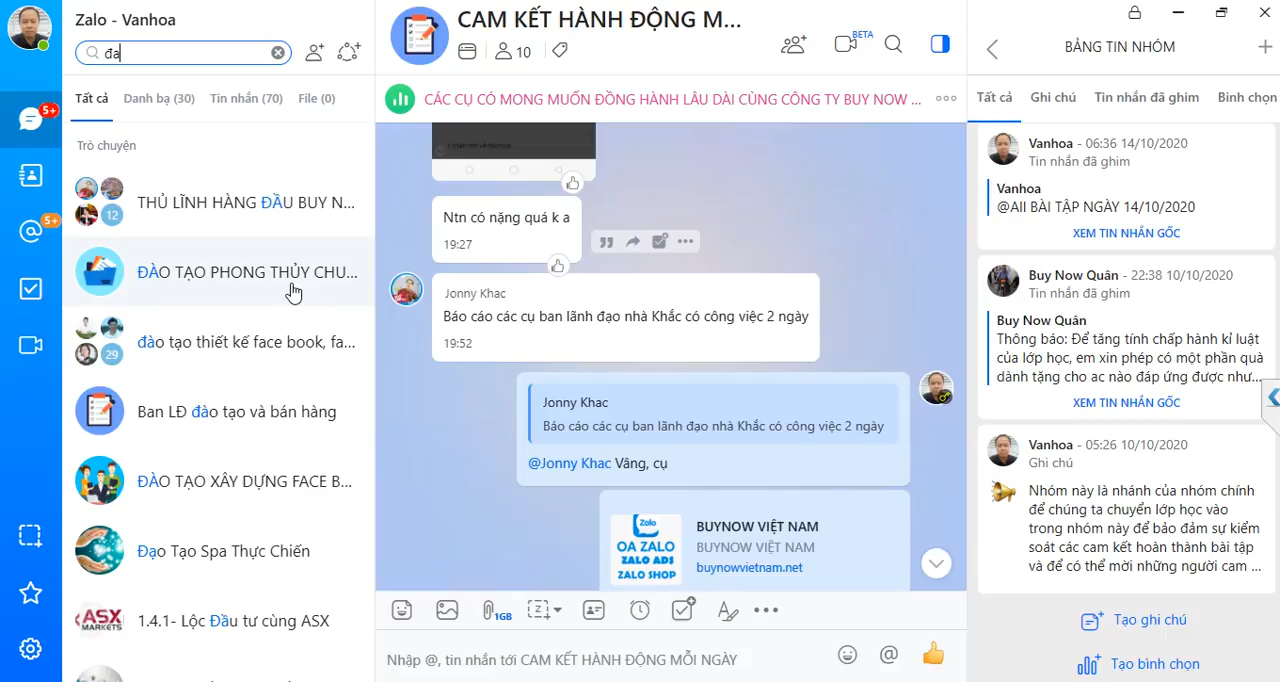 Zalo - Vanhoa
đa
Tất cả
Danh bạ (30)
Tin nhắn (70)
File (0)
Trò chuyện
5+
5+
THỦ LĨNH HÀNG ĐẦU BUY N...
12
ĐÀO TẠO PHONG THỦY CHU...
đào tạo thiết kế face book, fa...
29
Ban LĐ đào tạo và bán hàng
ĐÀO TẠO XÂY DỰNG FACE B...
Đạo Tạo Spa Thực Chiến
ASX
MARKETS
1.4.1- Lộc Đầu tư cùng ASX
CAM KẾT HÀNH ĐỘNG M...
10
BETA
CÁC CỤ CÓ MONG MUỐN ĐỒNG HÀNH LÂU DÀI CÙNG CÔNG TY BUY NOW ...
Ntn có nặng quá k a
19:27
Jonny Khac
Báo cáo các cụ ban lãnh đạo nhà Khắc có công việc 2 ngày
19:52
Jonny Khac
Báo cáo các cụ ban lãnh đạo nhà Khắc có công việc 2 ngày
@Jonny Khac Vâng, cụ
Zalo
OA ZALO
ZALO ADS
ZALO SHOP
BUYNOW VIỆT NAM
BUYNOW VIỆT NAM
buynowvietnam.net
1GB
Nhập @, tin nhắn tới CAM KẾT HÀNH ĐỘNG MỖI NGÀY
BẢNG TIN NHÓM
Tất cả
Ghi chú
Tin nhắn đã ghim
Bình chọn
Vanhoa - 06:36 14/10/2020
Tin nhắn đã ghim
Vanhoa
@All BÀI TẬP NGÀY 14/10/2020
XEM TIN NHẮN GỐC
Buy Now Quân - 22:38 10/10/2020
Tin nhắn đã ghim
Buy Now Quân
Thông báo: Để tăng tính chấp hành kỉ luật
của lớp học, em xin phép có một phần quà
dành tặng cho ac nào đáp ứng được như...
XEM TIN NHẮN GỐC
Vanhoa - 05:26 10/10/2020
Ghi chú
Nhóm này là nhánh của nhóm chính
để chúng ta chuyển lớp học vào
trong nhóm này để bảo đảm sự kiểm
soát các cam kết hoàn thành bài tập
và để có thể mời những người cam ...
Tạo ghi chú
Tạo bình chọn